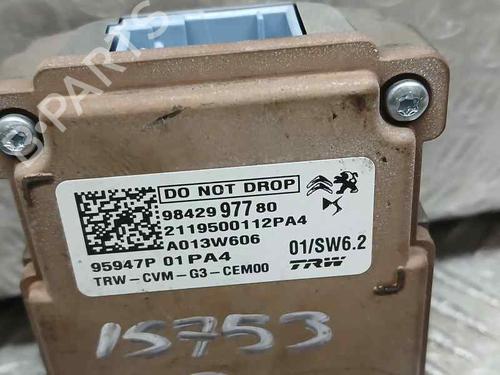 B-PARTS
DO NOT DROP
98429 977 80
2119500112PA4
A013W606
01/SW6.2
95947P 01PA4
TRW-CVM-G3-CEM00
TRW
IS753